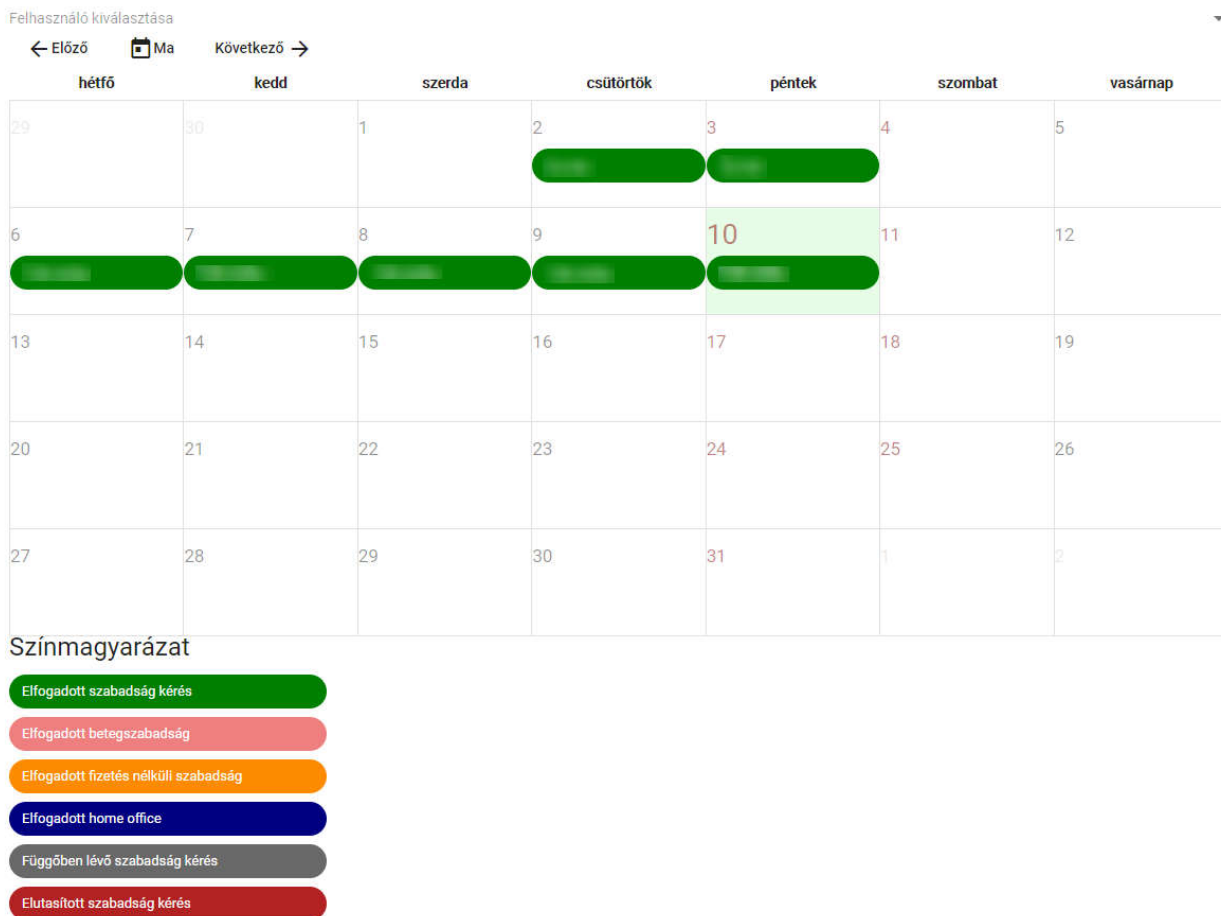 Felhasználó kiválasztása
Előző Ma Következő
hétfő kedd szerda csütörtök péntek szombat vasárnap
29 30 1 2 3 4 5
6 7 8 9 10 11 12
13 14 15 16 17 18 19
20 21 22 23 24 25 26
27 28 29 30 31 1 2
Színmagyarázat
Elfogadott szabadság kérés
Elfogadott betegszabadság
Elfogadott fizetés nélküli szabadság
Elfogadott home office
Függőben lévő szabadság kérés
Elutasított szabadság kérés